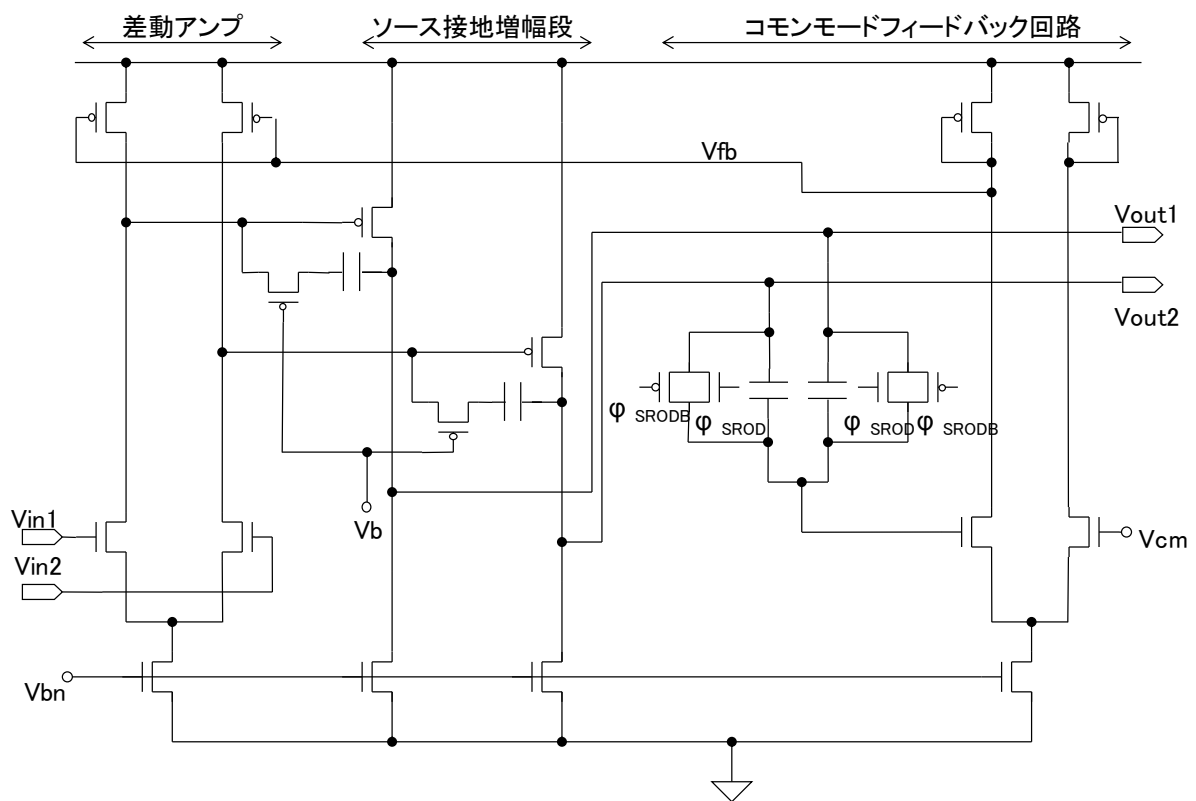 差動アンプ
ソース接地増幅段
コモンモードフィードバック回路
Vfb
Vout1
Vout2
φ SRODB
φ SROD
φ SROD
φ SRODB
Vin1
Vb
Vcm
Vin2
Vbn